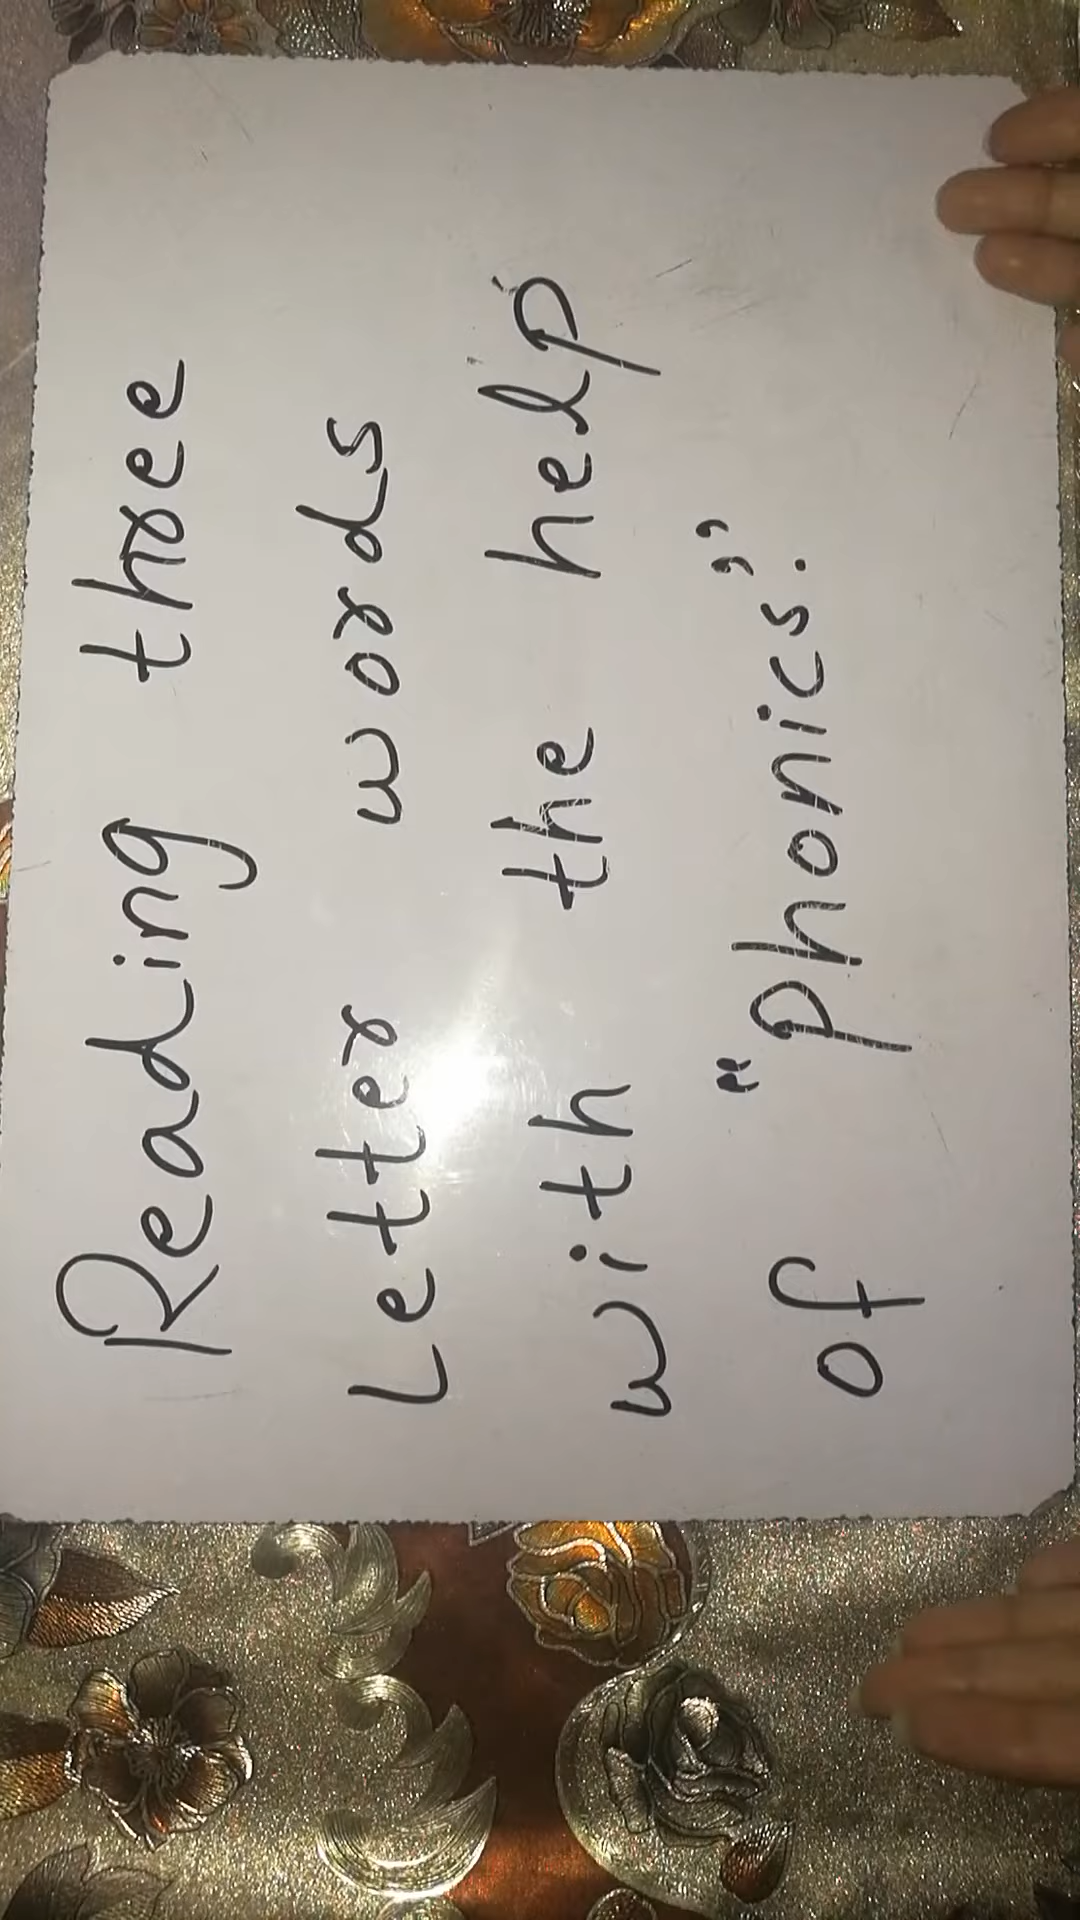 Reading three
Letter words
with the help
of "phonics".